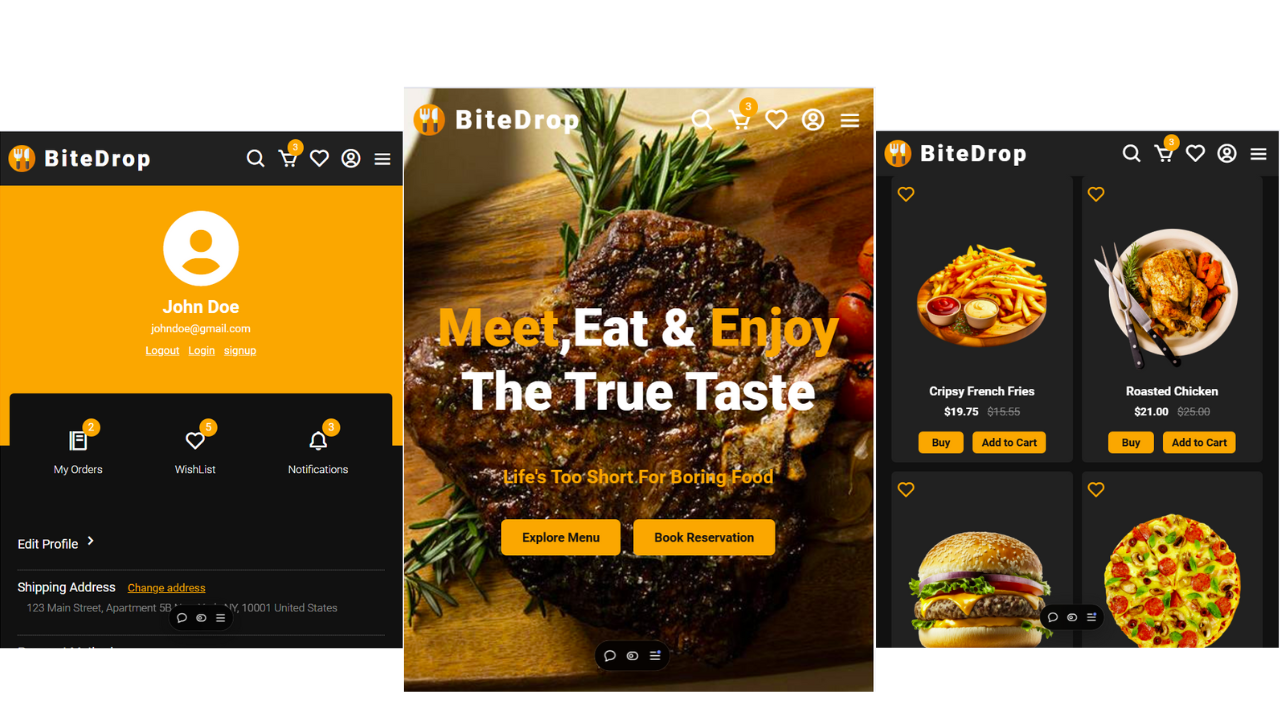 BiteDrop
3
John Doe
johndoe@gmail.com
Logout Login signup
2
5
3
My Orders
WishList
Notifications
Edit Profile
Shipping Address Change address
123 Main Street, Apartment 5B NY, 10001 United States
BiteDrop
3
Meet,Eat & Enjoy
The True Taste
Life's Too Short For Boring Food
Explore Menu
Book Reservation
BiteDrop
3
Cripsy French Fries
$19.75 $15.55
Buy
Add to Cart
Roasted Chicken
$21.00 $25.00
Buy
Add to Cart